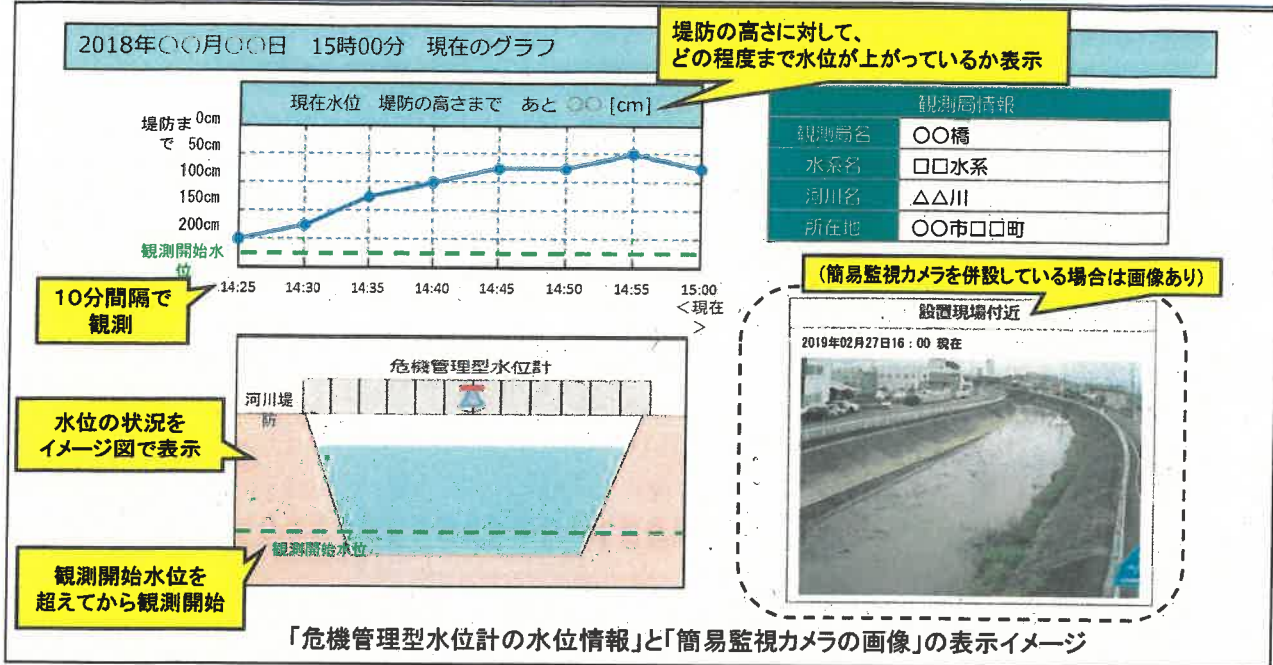 2018年○○月○○日 15時00分 現在のグラフ
堤防の高さに対して、
どの程度まで水位が上がっているか表示
現在水位 堤防の高さまで あと ○○ [cm]
堤防ま
で
0cm
50cm
100cm
150cm
200cm
観測開始水
位
14:25 14:30 14:35 14:40 14:45 14:50 14:55 15:00
<現在
>
10分間隔で
観測
観測局情報
観測局名 ○○橋
水系名 □□水系
河川名 △△川
所在地 ○○市□□町
(簡易監視カメラを併設している場合は画像あり)
設置現場付近
2019年02月27日16:00 現在
危機管理型水位計
河川堤
防
水位の状況を
イメージ図で表示
観測開始水位
観測開始水位を
超えてから観測開始
「危機管理型水位計の水位情報」と「簡易監視カメラの画像」の表示イメージ